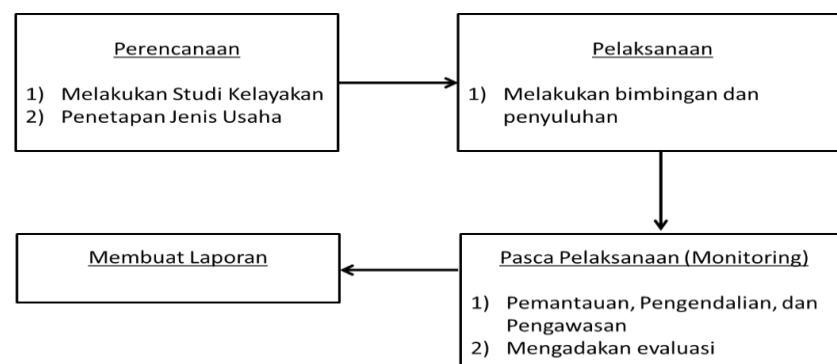 Perencanaan
1) Melakukan Studi Kelayakan
2) Penetapan Jenis Usaha
Pelaksanaan
1) Melakukan bimbingan dan
penyuluhan
Pasca Pelaksanaan (Monitoring)
1) Pemantauan, Pengendalian, dan
Pengawasan
2) Mengadakan evaluasi
Membuat Laporan